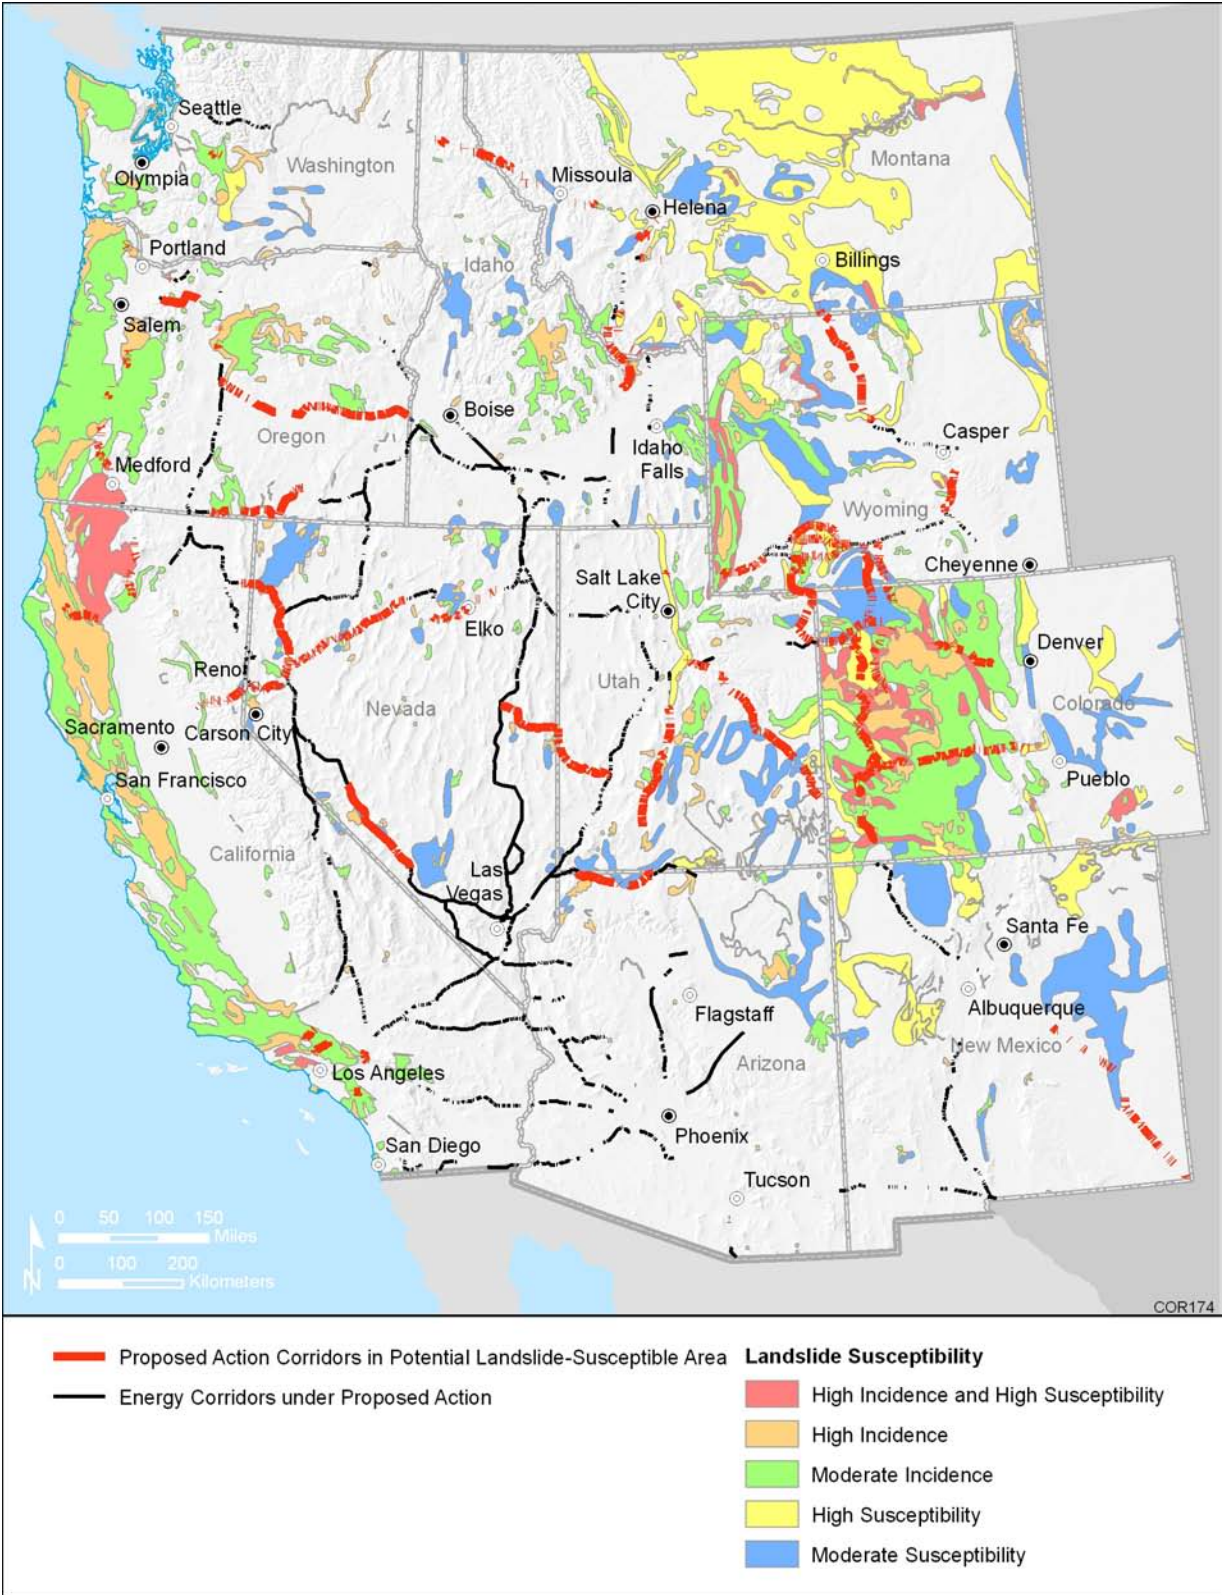 Seattle
Olympia
Washington
Missoula
Montana
Helena
Portland
Idaho
Billings
Salem
Boise
Oregon
Idaho
Falls
Casper
Medford
Wyoming
Salt Lake
City
Cheyenne
Elko
Denver
Reno
Utah
Nevada
Colorado
Sacramento
Carson City
San Francisco
Pueblo
California
Las
Vegas
Santa Fe
Flagstaff
Albuquerque
New Mexico
Arizona
Los Angeles
Phoenix
San Diego
Tucson
0 50 100 150
Miles
0 100 200
Kilometers
N
COR174
Proposed Action Corridors in Potential Landslide-Susceptible Area
Energy Corridors under Proposed Action
Landslide Susceptibility
High Incidence and High Susceptibility
High Incidence
Moderate Incidence
High Susceptibility
Moderate Susceptibility